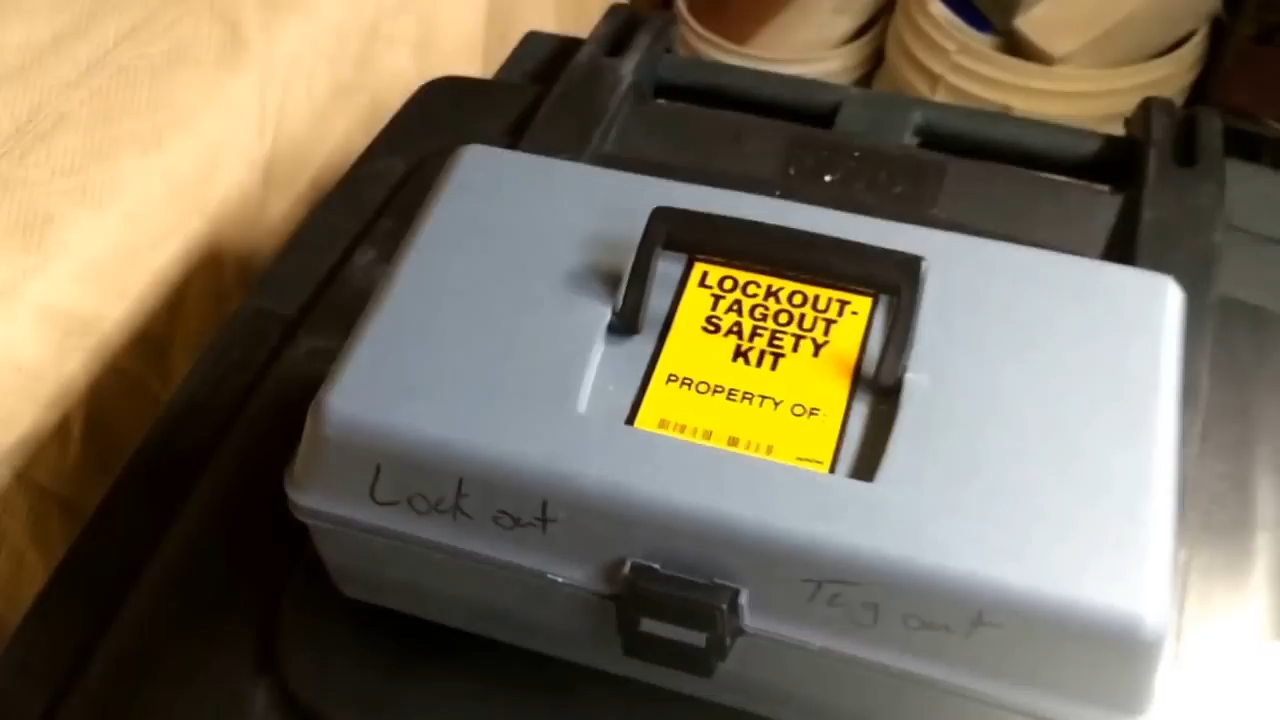 LOCKOUT-
TAGOUT
SAFETY
KIT
PROPERTY OF:
Lock out
Tag out